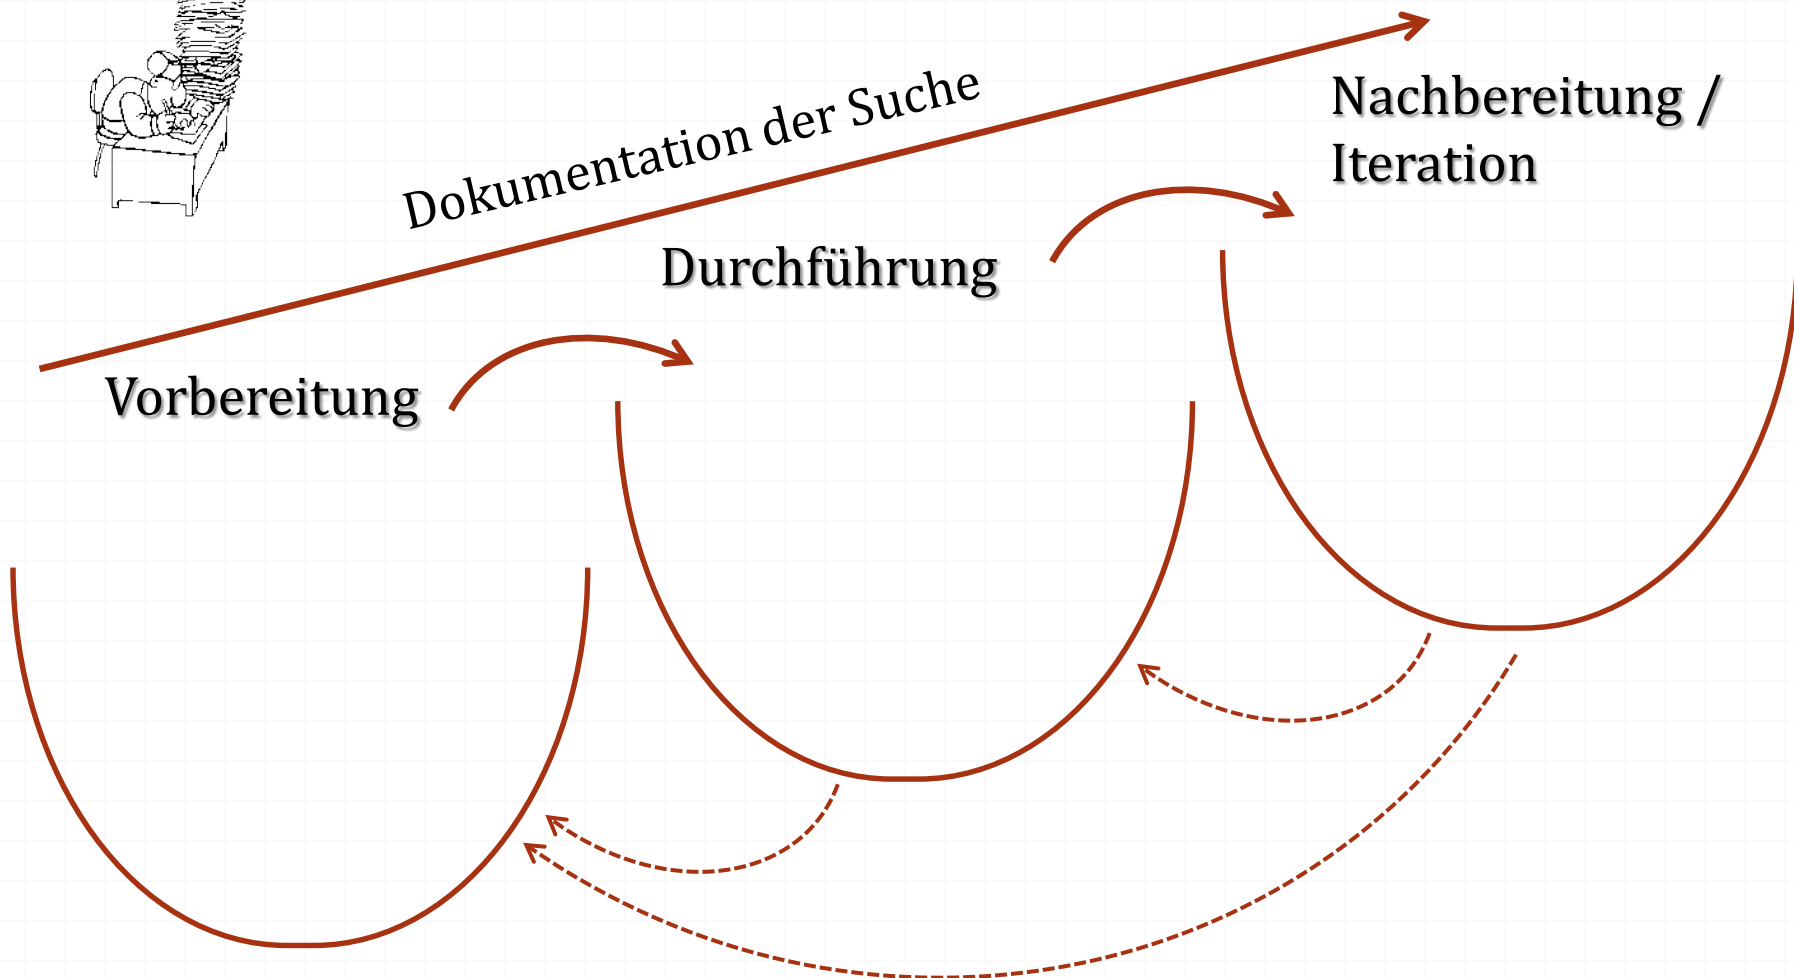 Dokumentation der Suche
Nachbereitung /
Iteration
Durchführung
Vorbereitung